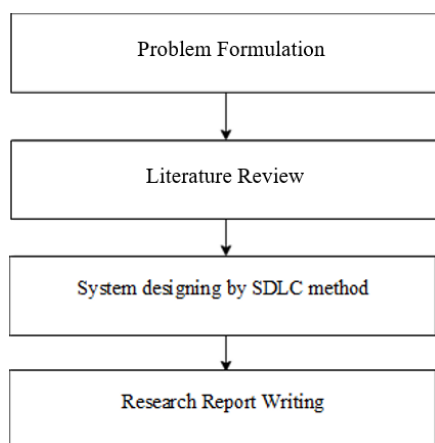 Problem Formulation
Literature Review
System designing by SDLC method
Research Report Writing